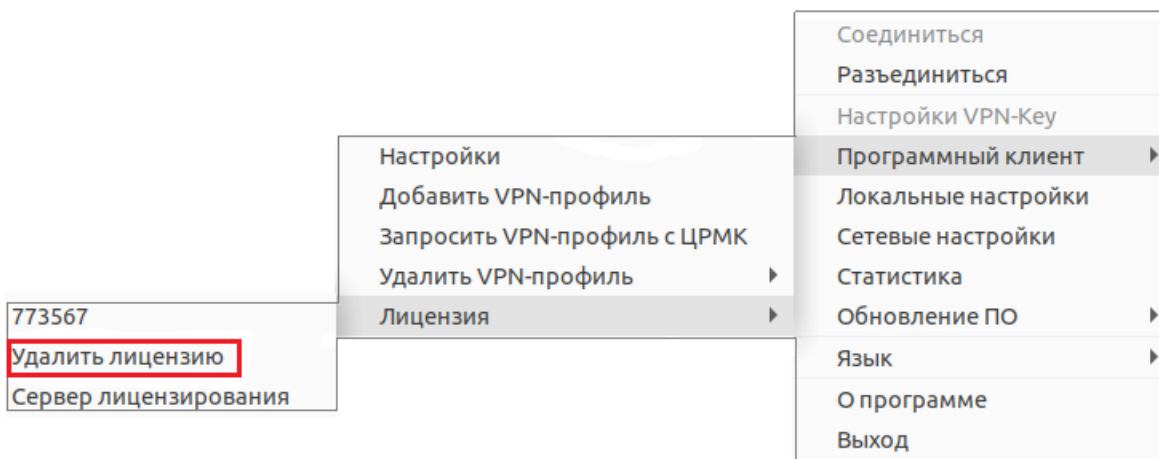 Соединиться
Разъединиться
Настройки VPN-Key
Программный клиент
Локальные настройки
Сетевые настройки
Статистика
Обновление ПО
Язык
О программе
Выход
Настройки
Добавить VPN-профиль
Запросить VPN-профиль с ЦРМК
Удалить VPN-профиль
Лицензия
773567
Удалить лицензию
Сервер лицензирования